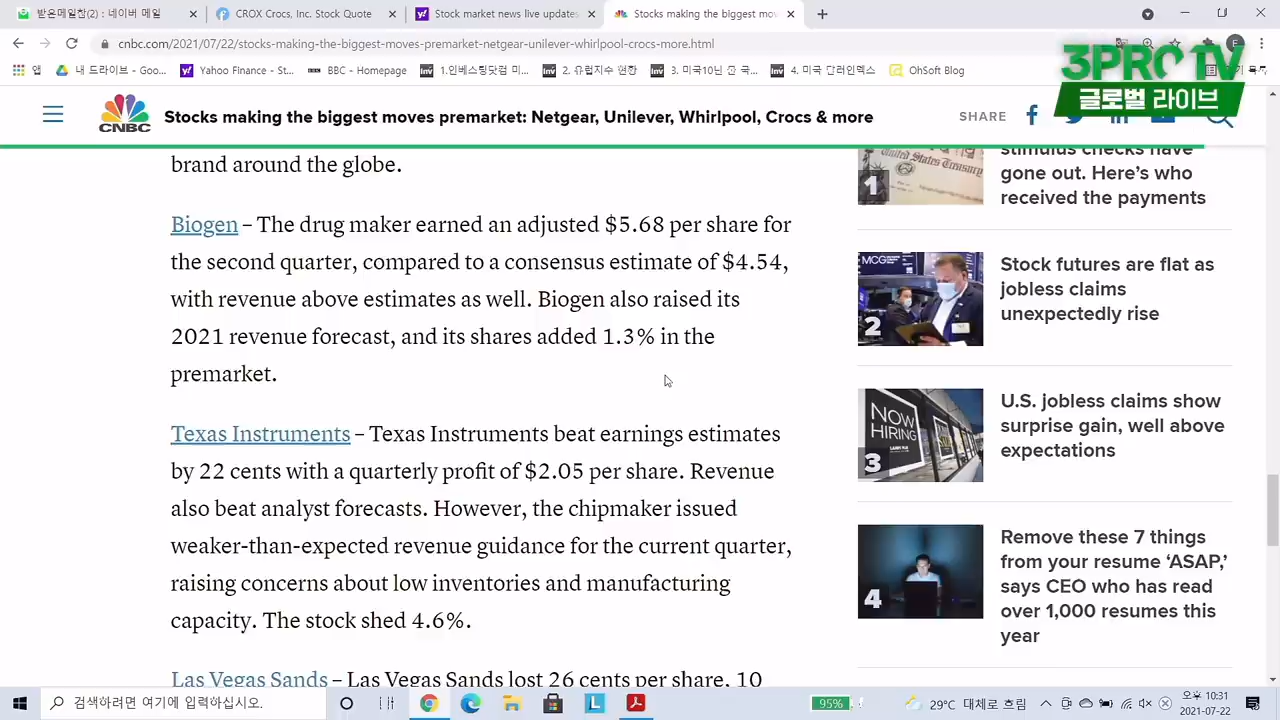 받은메일함(2) : 네이버 메일
CROX Crocs, Inc. Stock Quote
Stock market news live updates
Stocks making the biggest mov
cnbc.com/2021/07/22/stocks-making-the-biggest-moves-premarket-netgear-unilever-whirlpool-crocs-more.html
앱
내 드라이브 - Goo...
Yahoo Finance - St...
BBC - Homepage
1.인베스팅닷컴 미...
2. 유럽지수 현황
3. 미국10년 물 국...
4. 미국 달러인덱스
OhSoft Blog
목록
3PRO TV
글로벌 라이브
CNBC
Stocks making the biggest moves premarket: Netgear, Unilever, Whirlpool, Crocs & more
SHARE
brand around the globe.
Biogen – The drug maker earned an adjusted $5.68 per share for
the second quarter, compared to a consensus estimate of $4.54,
with revenue above estimates as well. Biogen also raised its
2021 revenue forecast, and its shares added 1.3% in the
premarket.
Texas Instruments – Texas Instruments beat earnings estimates
by 22 cents with a quarterly profit of $2.05 per share. Revenue
also beat analyst forecasts. However, the chipmaker issued
weaker-than-expected revenue guidance for the current quarter,
raising concerns about low inventories and manufacturing
capacity. The stock shed 4.6%.
Las Vegas Sands – Las Vegas Sands lost 26 cents per share, 10
1
stimulus checks have
gone out. Here's who
received the payments
MCG
2
Stock futures are flat as
jobless claims
unexpectedly rise
NOW
HIRING
3
U.S. jobless claims show
surprise gain, well above
expectations
4
Remove these 7 things
from your resume ‘ASAP,’
says CEO who has read
over 1,000 resumes this
year
검색하려면 여기에 입력하십시오.
95%
29°C 대체로 흐림
오후 10:31
2021-07-22